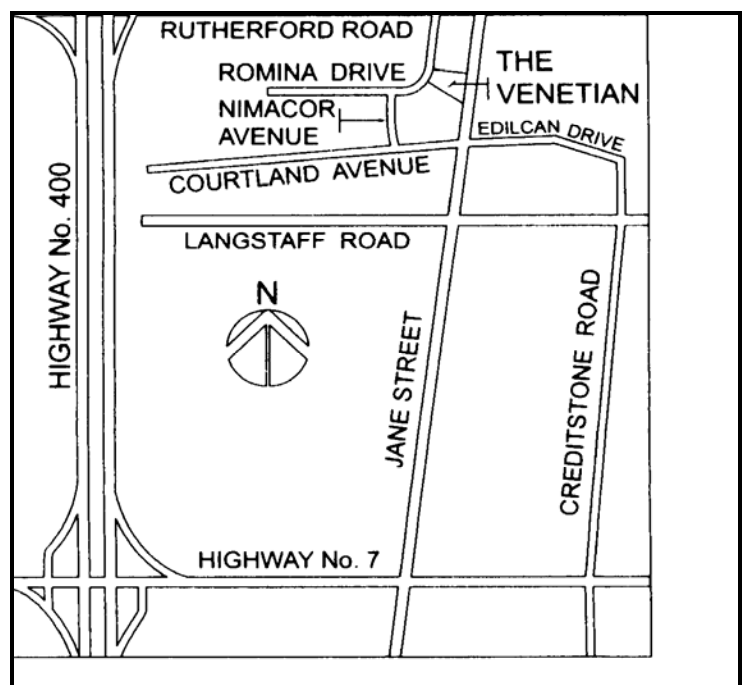 RUTHERFORD ROAD
ROMINA DRIVE
THE
VENETIAN
NIMACOR
AVENUE
EDILCAN DRIVE
COURTLAND AVENUE
HIGHWAY No. 400
LANGSTAFF ROAD
N
JANE STREET
CREDITSTONE ROAD
HIGHWAY No. 7